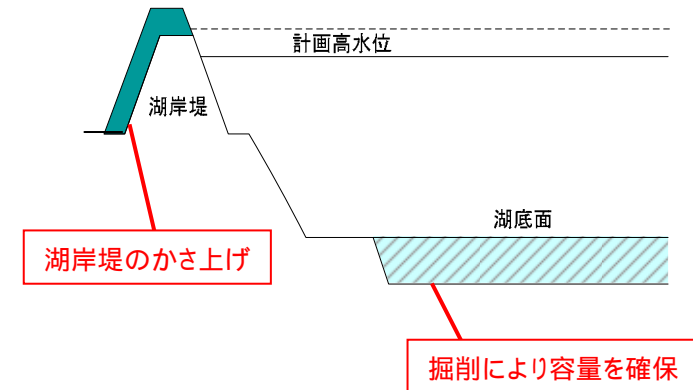 計画高水位
湖岸堤
湖底面
湖岸堤のかさ上げ
掘削により容量を確保